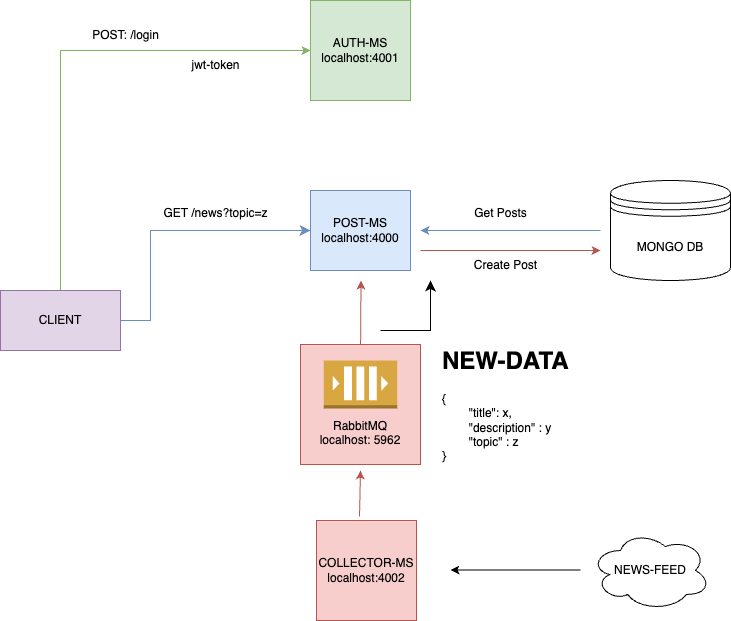 POST: /login
jwt-token
AUTH-MS
localhost:4001
GET /news?topic=z
POST-MS
localhost:4000
Get Posts
Create Post
MONGO DB
CLIENT
NEW-DATA
{
"title": x,
"description" : y
"topic" : z
}
RabbitMQ
localhost: 5962
COLLECTOR-MS
localhost:4002
NEWS-FEED